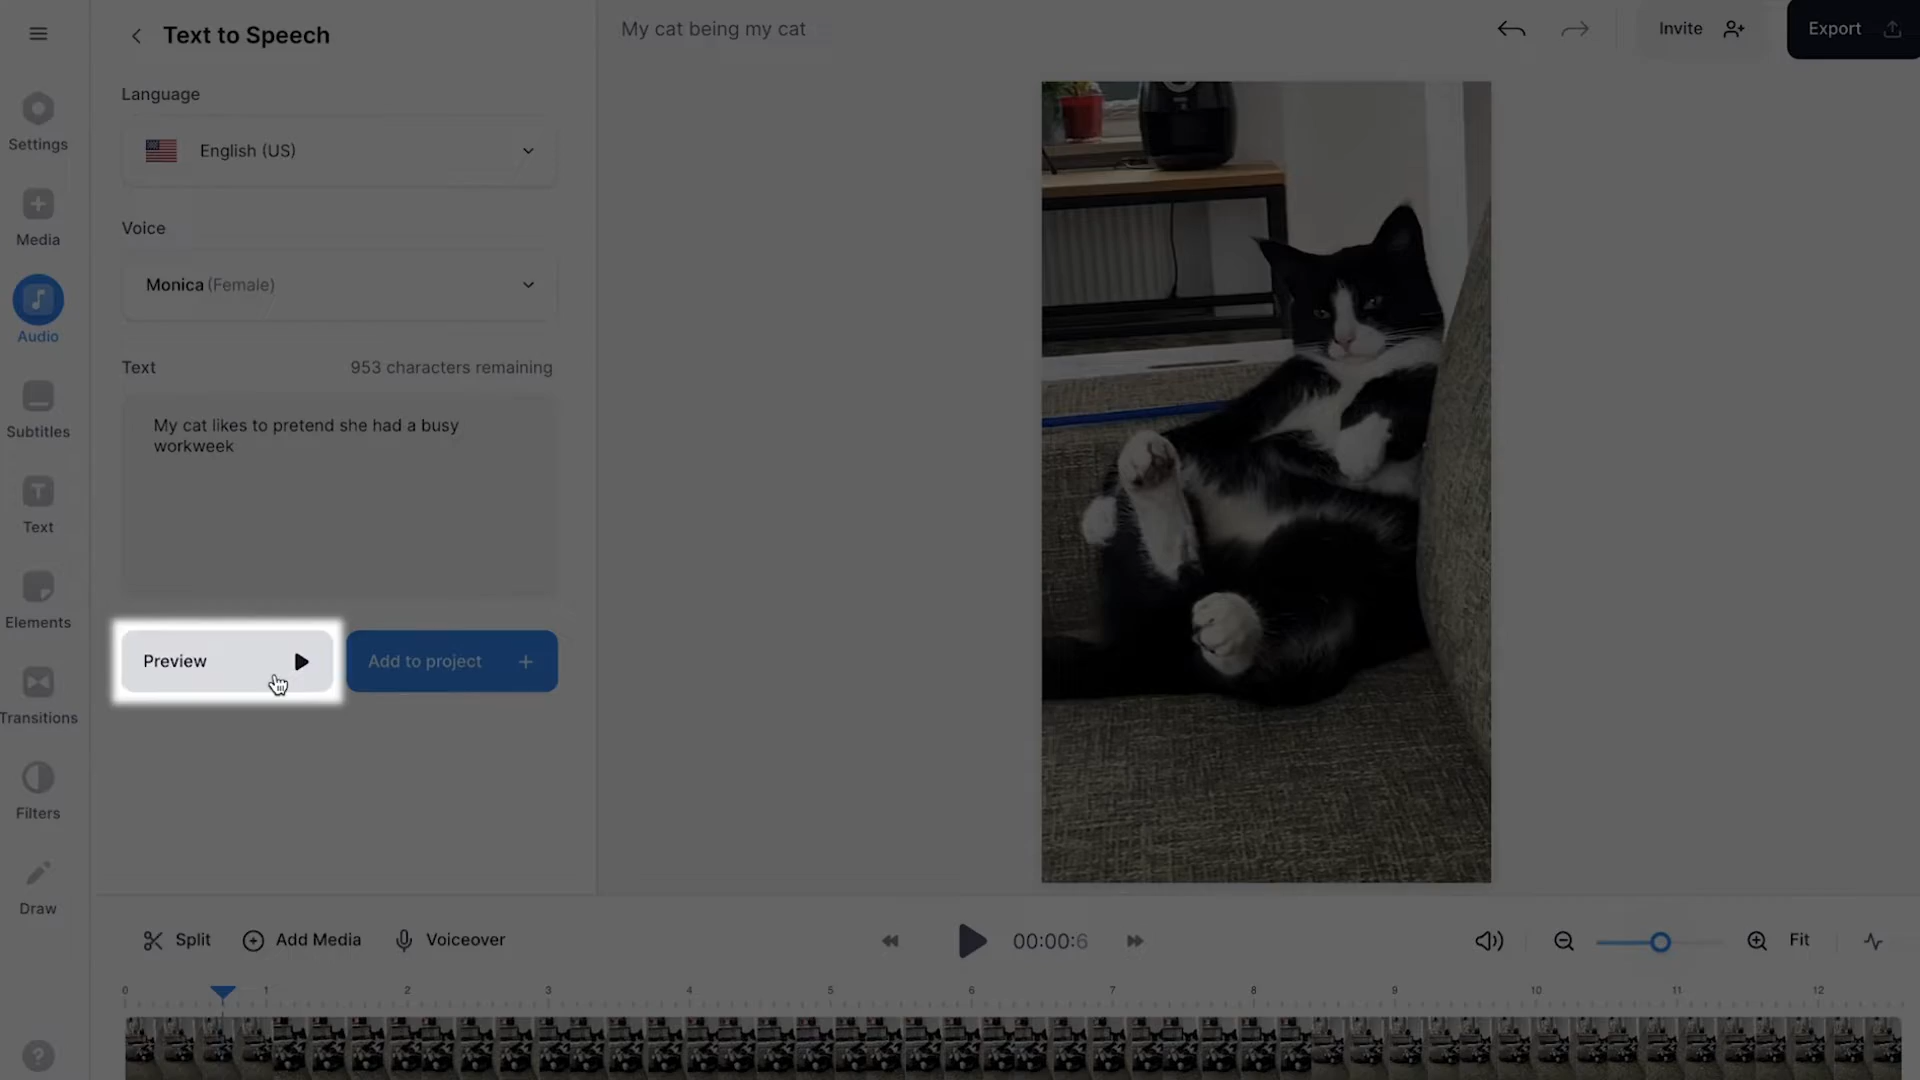 Text to Speech
My cat being my cat
Invite
Export
Language
English (US)
Voice
Monica (Female)
Text
953 characters remaining
My cat likes to pretend she had a busy
workweek
Preview
Add to project
Settings
Media
Audio
Subtitles
Text
Elements
Transitions
Filters
Draw
?
Split
Add Media
Voiceover
00:00:6
Fit
0 1 2 3 4 5 6 7 8 9 10 11 12